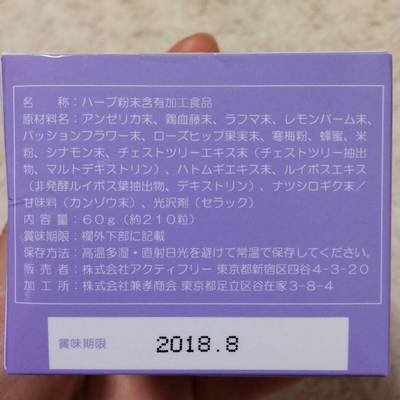 名　　称：ハーブ粉末含有加工食品
原材料名：アンゼリカ末、鶏血藤末、ラフマ末、レモンバーム末、
パッションフラワー末、ローズヒップ果実末、寒梅粉、蜂蜜、米
粉、シナモン末、チェストツリーエキス末（チェストツリー抽出
物、マルトデキストリン）、ハトムギエキス末、ルイボスエキス
（非発酵ルイボス葉抽出物、デキストリン）、ナツシロギク末／
甘味料（カンゾウ末）、光沢剤（セラック）
内 容 量：60g（約210粒）
賞味期限：欄外下部に記載
保存方法：高温多湿・直射日光を避けて常温で保存してください。
販 売 者：株式会社アクティフリー 東京都新宿区四谷4-3-20
加 工 所：株式会社兼孝商会 東京都足立区谷在家3-8-4
賞味期限 2018.8